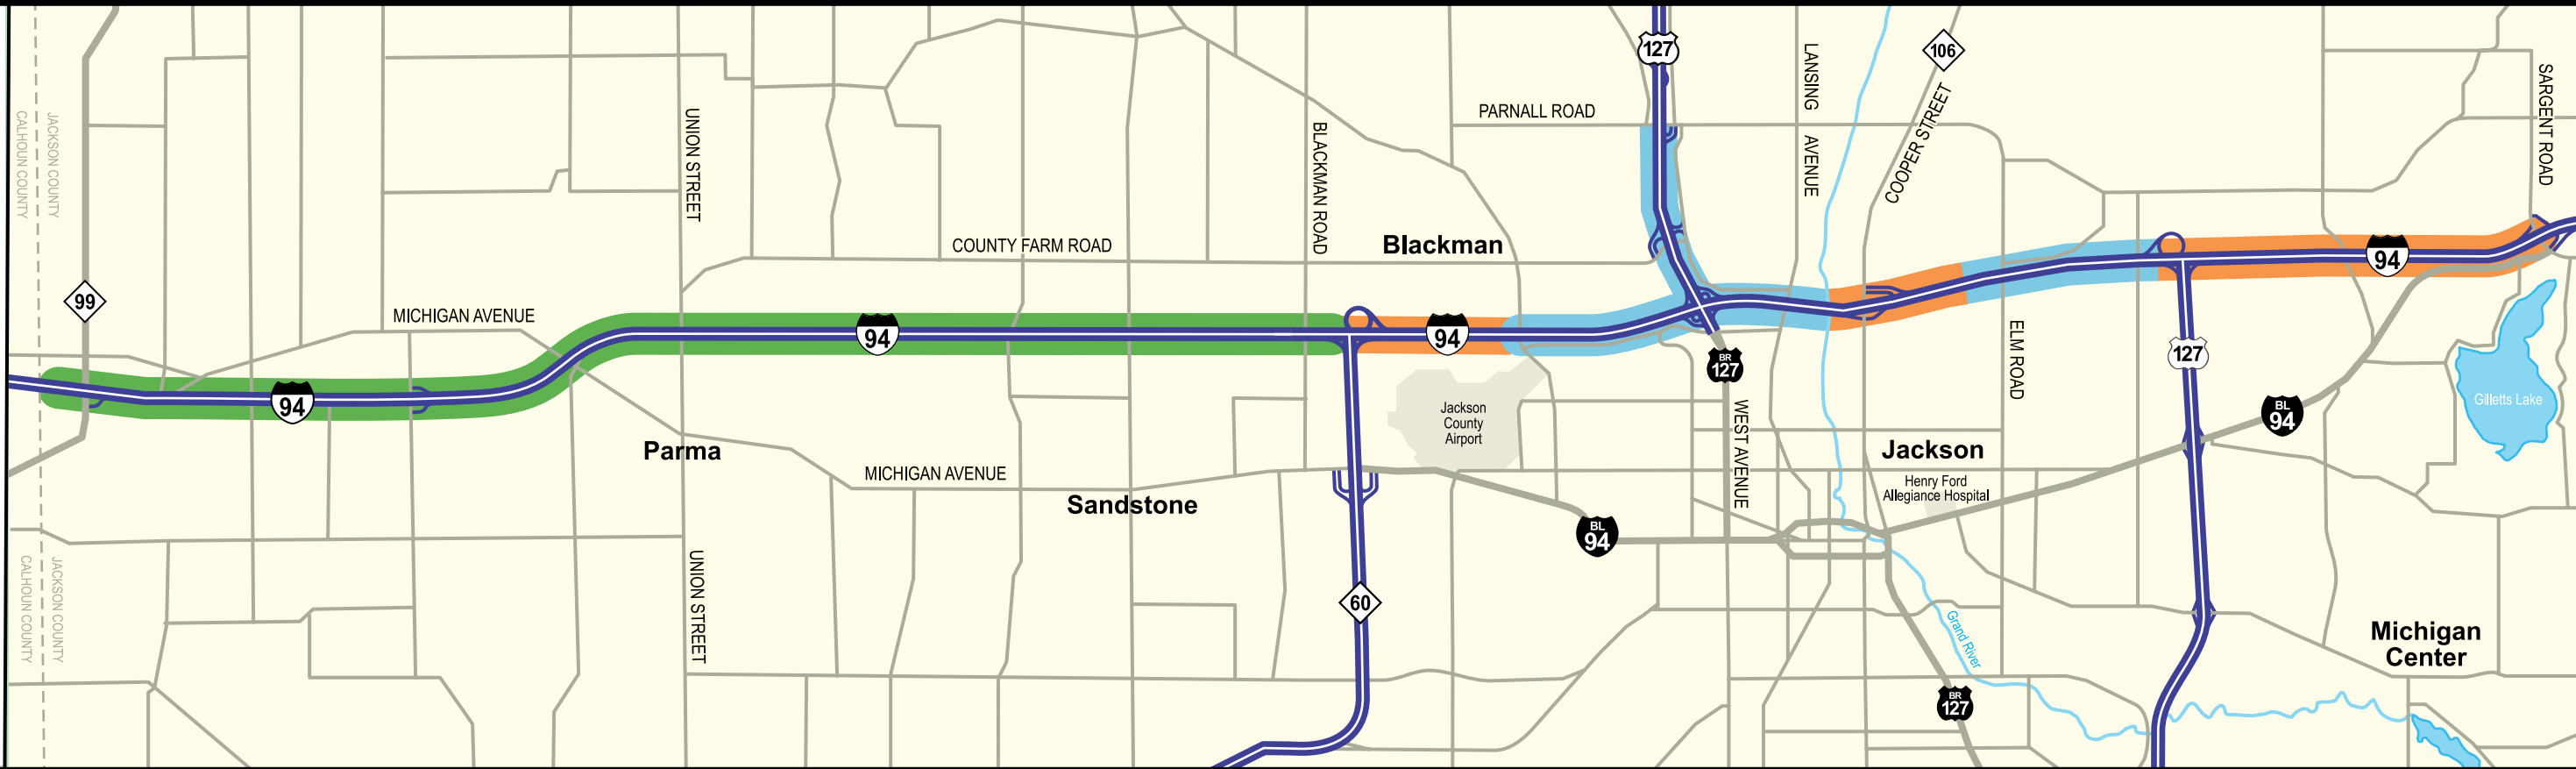 127
LANSING
AVENUE
106
COOPER STREET
SARGENT ROAD
PARNALL ROAD
CALHOUN COUNTY
JACKSON COUNTY
UNION STREET
BLACKMAN ROAD
COUNTY FARM ROAD
Blackman
99
MICHIGAN AVENUE
94
94
94
94
127
BR
127
ELM ROAD
Jackson
County
Airport
WEST AVENUE
Gilletts Lake
BL
94
Parma
MICHIGAN AVENUE
Sandstone
Jackson
Henry Ford
Allegiance Hospital
BL
94
CALHOUN COUNTY
JACKSON COUNTY
UNION STREET
60
Grand River
Michigan
Center
BR
127